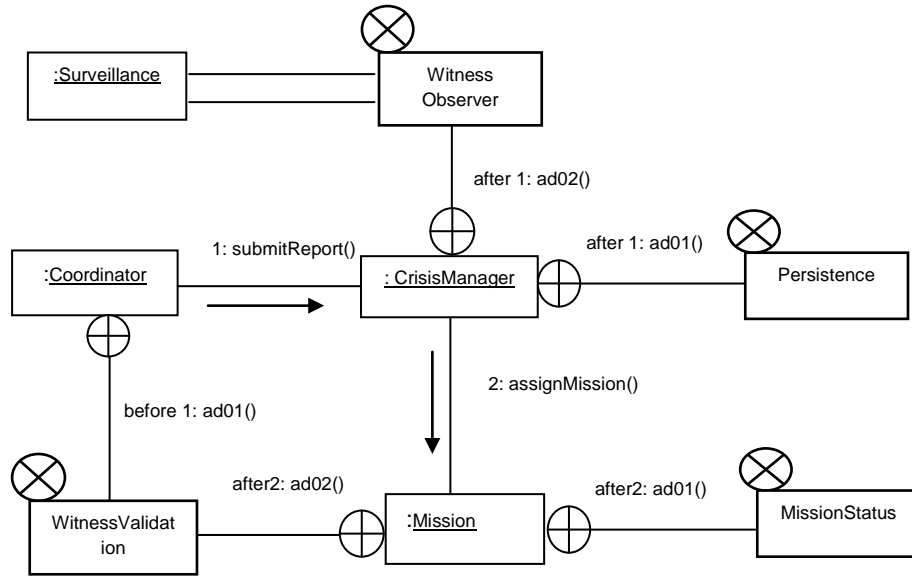 :Surveillance
Witness
Observer
after 1: ad02()
1: submitReport()
after 1: ad01()
:Coordinator
: CrisisManager
Persistence
2: assignMission()
before 1: ad01()
after2: ad02()
after2: ad01()
WitnessValidat
ion
:Mission
MissionStatus